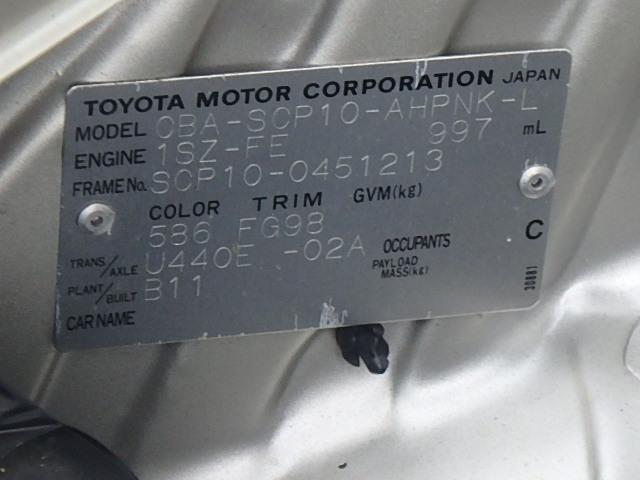 TOYOTA MOTOR CORPORATION JAPAN
MODEL CBA-SCP10-AHPNK-L
ENGINE 1SZ-FE 997 mL
FRAME No. SCP10-0451213
COLOR TRIM GVM(kg)
586 FG98
TRANS/AXLE U440E -02A OCCUPANTS C
PAYLOAD MASS(kg)
PLANT/BUILT B11
CAR NAME
30881